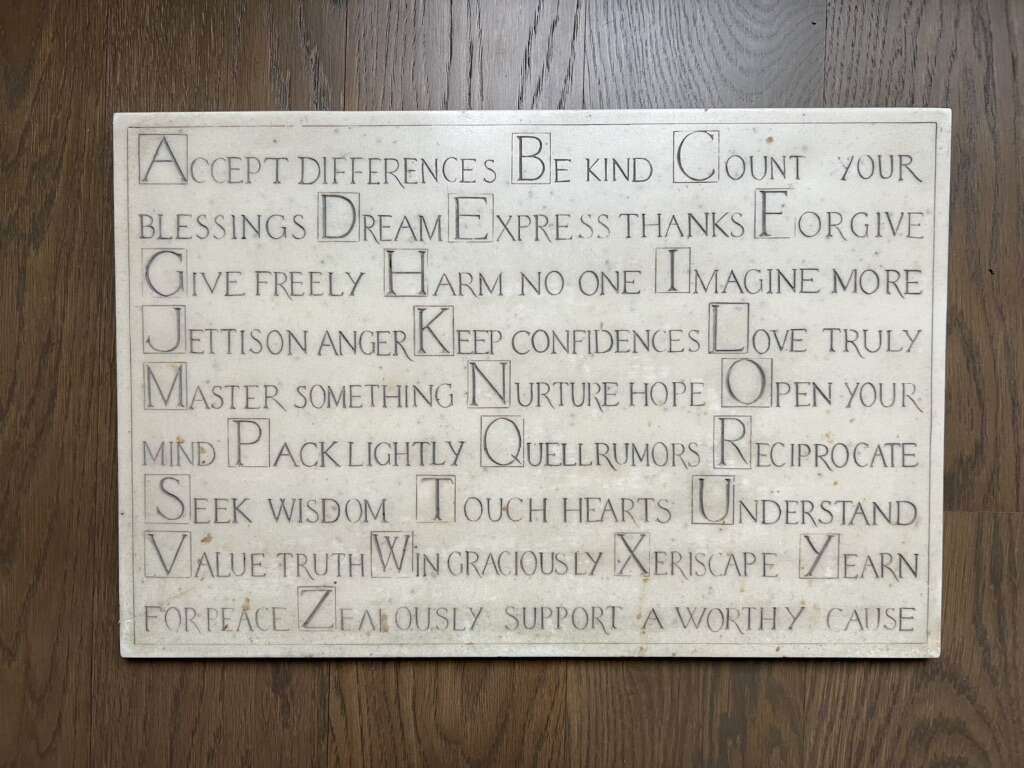 ACCEPT DIFFERENCES BE KIND COUNT YOUR
BLESSINGS DREAM EXPRESS THANKS FORGIVE
GIVE FREELY HARM NO ONE IMAGINE MORE
JETTISON ANGER KEEP CONFIDENCES LOVE TRULY
MASTER SOMETHING NURTURE HOPE OPEN YOUR
MIND PACK LIGHTLY QUELL RUMORS RECIPROCATE
SEEK WISDOM TOUCH HEARTS UNDERSTAND
VALUE TRUTH WIN GRACIOUSLY XERISCAPE YEARN
FOR PEACE ZEALOUSLY SUPPORT A WORTHY CAUSE